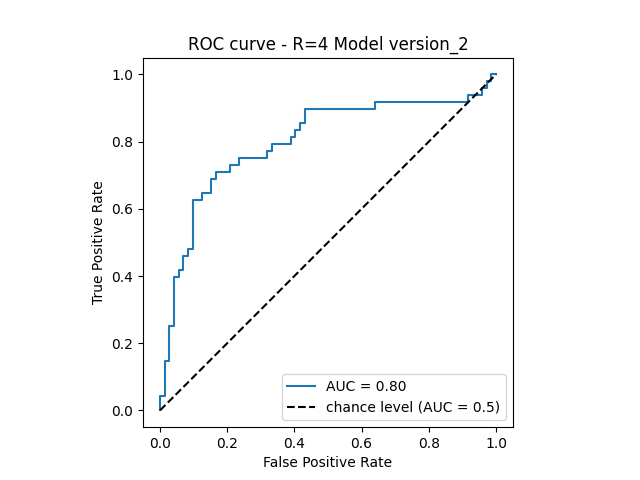 ROC curve - R=4 Model version_2
True Positive Rate
1.0
0.8
0.6
0.4
0.2
0.0
AUC = 0.80
chance level (AUC = 0.5)
0.0 0.2 0.4 0.6 0.8 1.0
False Positive Rate